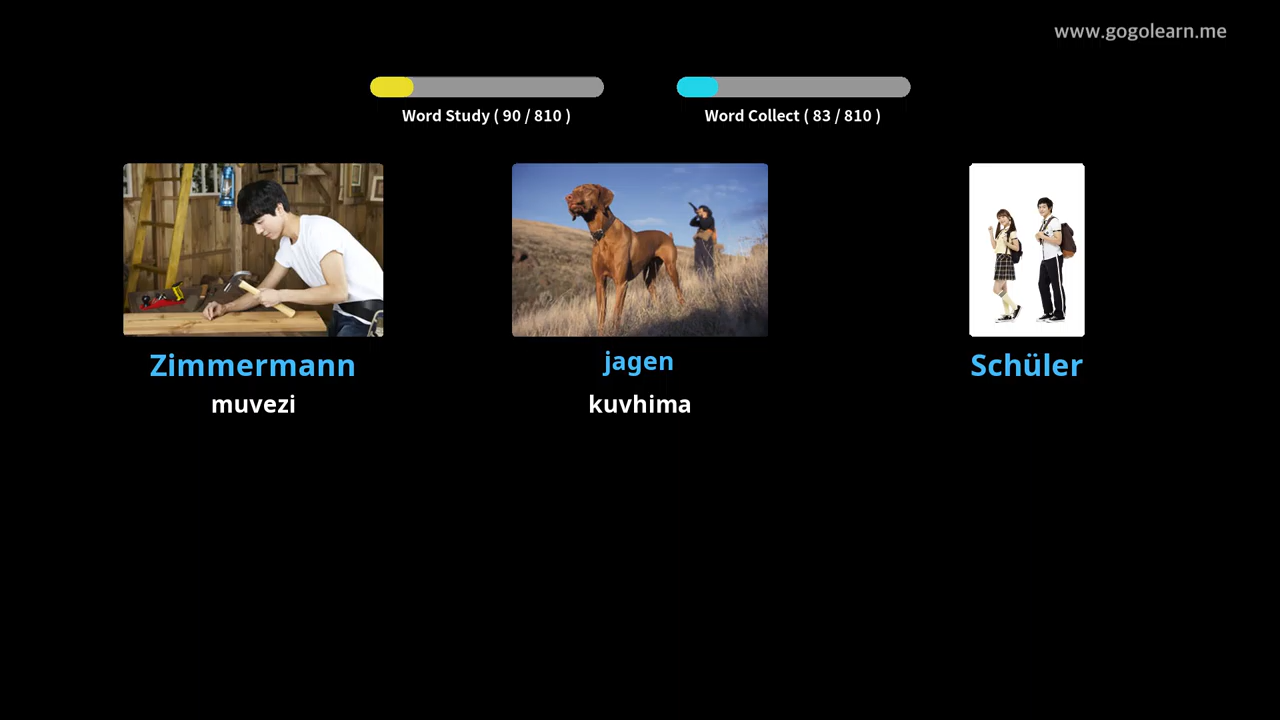 www.gogolearn.me
Word Study ( 90 / 810 )
Word Collect ( 83 / 810 )
Zimmermann
muvezi
jagen
kuvhima
Schüler